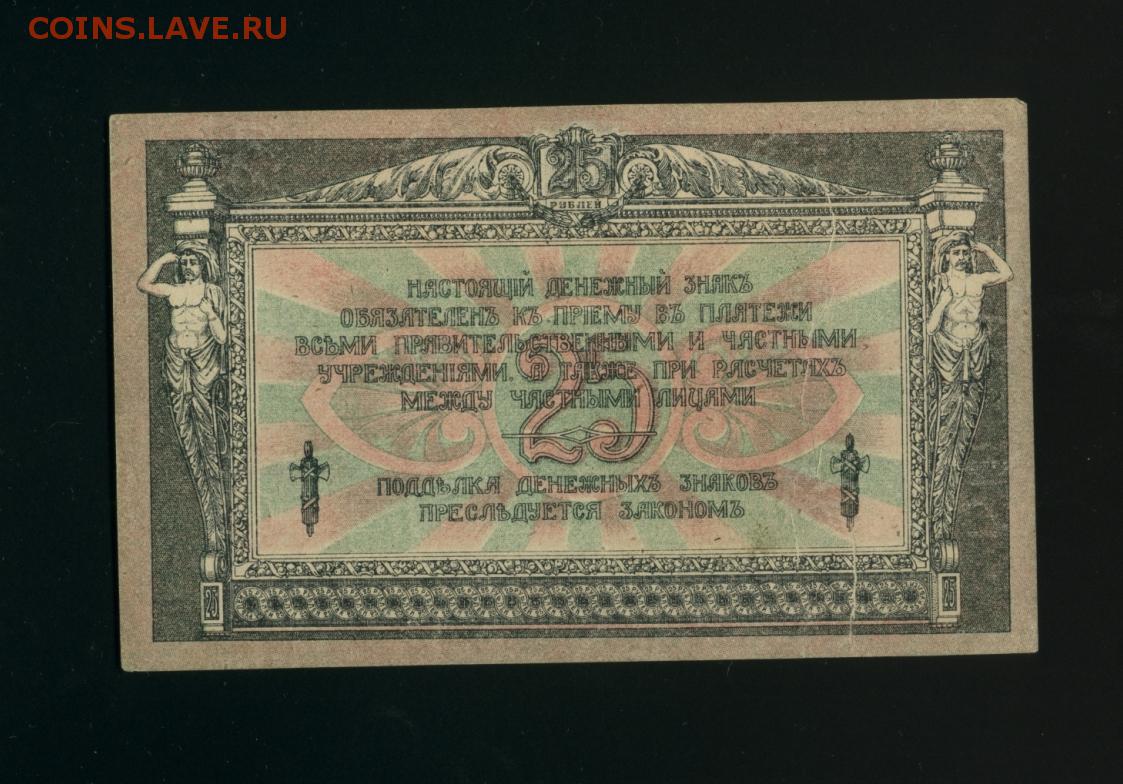 COINS.LAVE.RU
25
РУБЛЕЙ
НАСТОЯЩІЙ ДЕНЕЖНЫЙ ЗНАКЪ
ОБЯЗАТЕЛЕНЪ КЪ ПРІЕМУ ВЪ ПЛАТЕЖИ
ВСѢМИ ПРАВИТЕЛЬСТВЕННЫМИ И ЧАСТНЫМИ
УЧРЕЖДЕНІЯМИ, А ТАКЖЕ ПРИ РАСЧЕТАХЪ
МЕЖДУ ЧАСТНЫМИ ЛИЦАМИ
25
ПОДДѢЛКА ДЕНЕЖНЫХЪ ЗНАКОВЪ
ПРЕСЛѢДУЕТСЯ ЗАКОНОМЪ
25
25